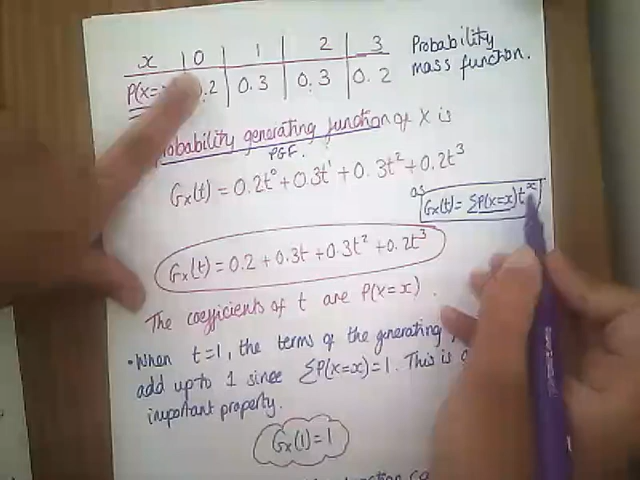 x 0 1 2 3
P(X= .2 0.3 0.3 0.2
Probability
mass function.
robability generating function of X is
PGF.
Gx(t) = 0.2t⁰ + 0.3t¹ + 0.3t² + 0.2t³
as
Gx(t) = ΣP(X=x)tˣ
Gx(t) = 0.2 + 0.3t + 0.3t² + 0.2t³
The coefficients of t are P(X=x).
• When t=1, the terms of the generating
add up to 1 since ΣP(X=x)=1. This is
important property.
Gx(1)=1